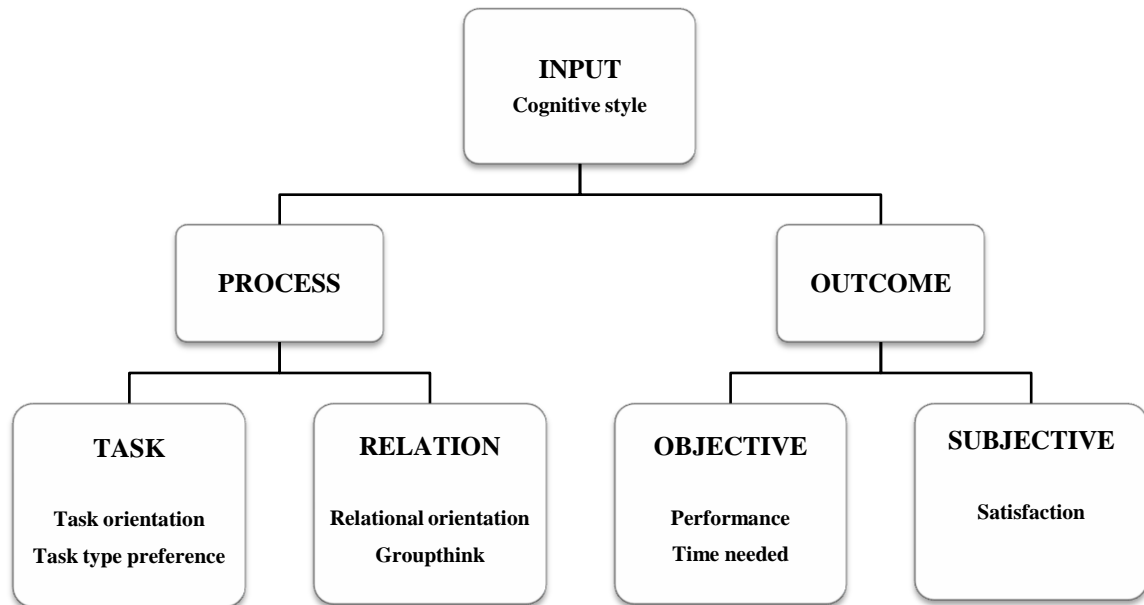 INPUT
Cognitive style
PROCESS
OUTCOME
TASK
Task orientation
Task type preference
RELATION
Relational orientation
Groupthink
OBJECTIVE
Performance
Time needed
SUBJECTIVE
Satisfaction